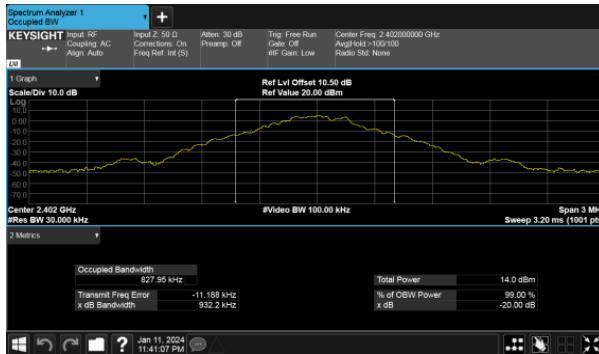 Spectrum Analyzer 1
Occupied BW
KEYSIGHT
Input: RF
Coupling: AC
Align: Auto
Input Z: 50 Ω
Corrections: On
Freq Ref: Int (S)
Atten: 30 dB
Preamp: Off
Trig: Free Run
Gate: Off
#IF Gain: Low
Center Freq: 2.402000000 GHz
Avg|Hold:>100/100
Radio Std: None
LXI
1 Graph
Scale/Div 10.0 dB
Ref Lvl Offset 10.50 dB
Ref Value 20.00 dBm
Log
10.0
0.00
-10.0
-20.0
-30.0
-40.0
-50.0
-60.0
-70.0
Center 2.402 GHz
#Res BW 30.000 kHz
#Video BW 100.00 kHz
Span 3 MH
Sweep 3.20 ms (1001 pts
2 Metrics
Occupied Bandwidth
827.95 kHz
Transmit Freq Error -11.188 kHz
x dB Bandwidth 932.2 kHz
Total Power 14.0 dBm
% of OBW Power 99.00 %
x dB -20.00 dB
?
Jan 11, 2024
11:41:07 PM